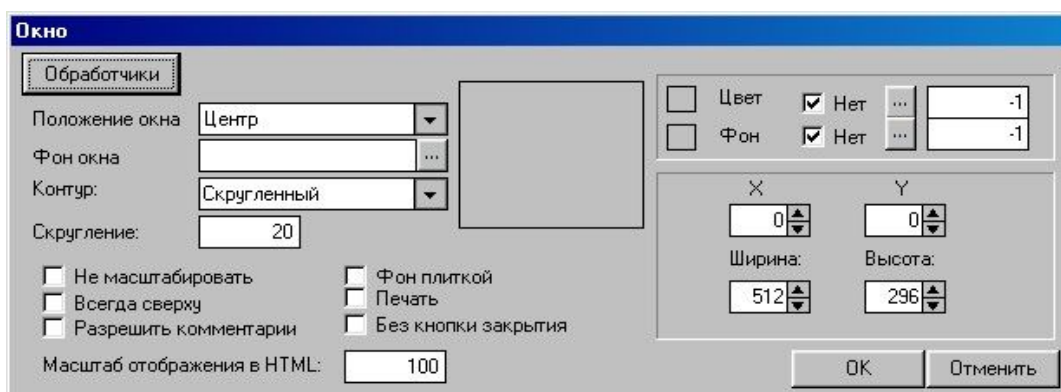 Окно
Обработчики
Положение окна Центр
Фон окна ...
Контур: Скругленный
Скругление: 20
Не масштабировать
Всегда сверху
Разрешить комментарии
Фон плиткой
Печать
Без кнопки закрытия
Масштаб отображения в HTML: 100
Цвет Нет ... -1
Фон Нет ... -1
X Y
0 0
Ширина: Высота:
512 296
OK Отменить